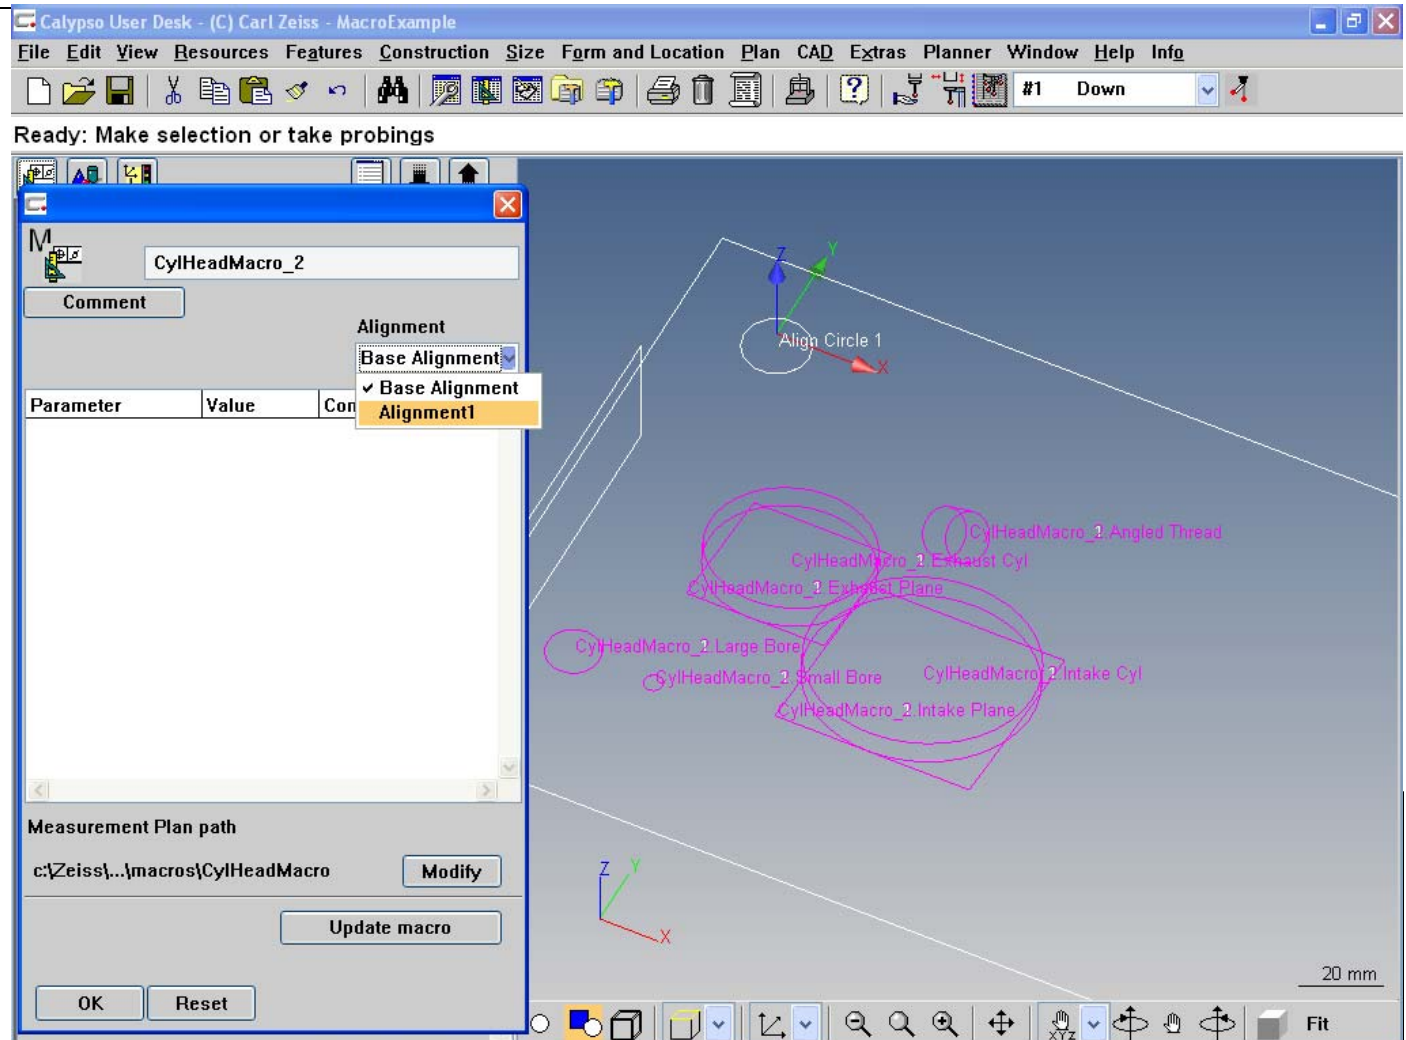 Calypso User Desk - (C) Carl Zeiss - MacroExample
File Edit View Resources Features Construction Size Form and Location Plan CAD Extras Planner Window Help Info
#1 Down
Ready: Make selection or take probings
M
CylHeadMacro_2
Comment
Alignment
Base Alignment
✓ Base Alignment
Alignment1
Parameter Value Con
Z Y
Align Circle 1
X
CylHeadMacro_2.Angled Thread
CylHeadMacro_2.Exhaust Cyl
CylHeadMacro_2.Exhaust Plane
CylHeadMacro_2.Large Bore
CylHeadMacro_2.Small Bore
CylHeadMacro_2.Intake Cyl
CylHeadMacro_2.Intake Plane
Measurement Plan path
c:\Zeiss\...\macros\CylHeadMacro
Modify
Update macro
Z Y
X
20 mm
OK Reset
XYZ
Fit